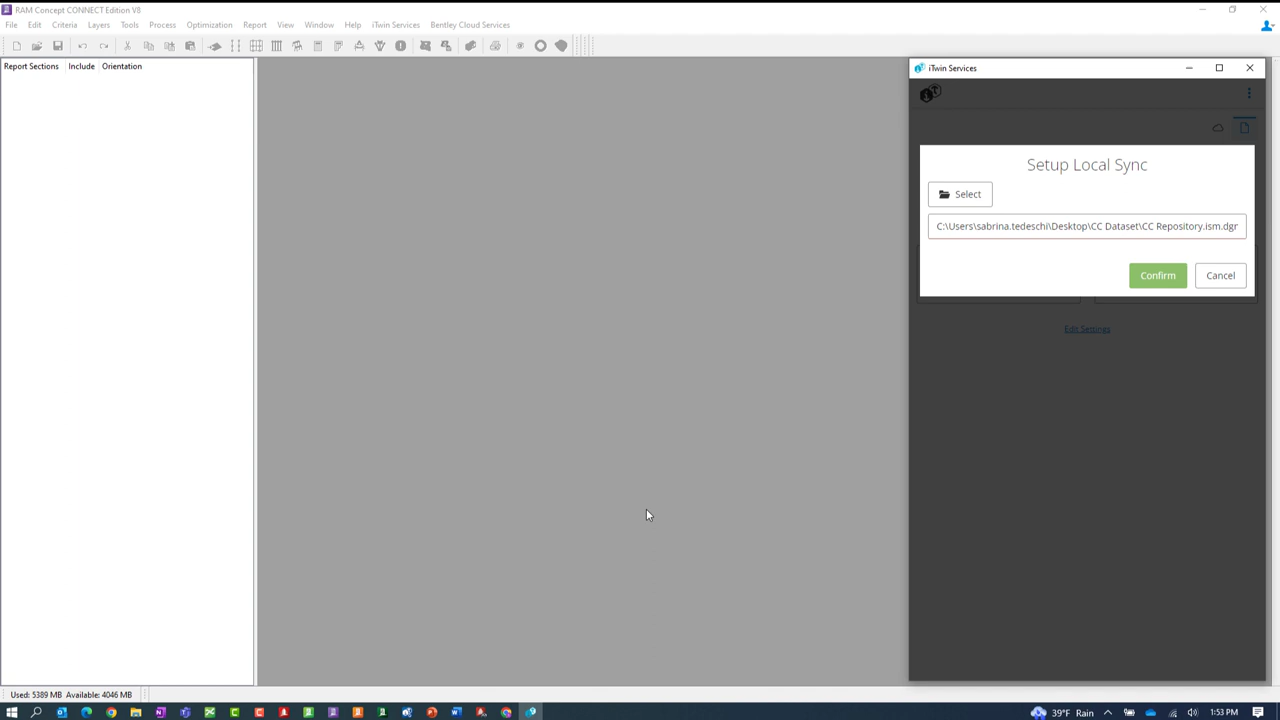 RAM Concept CONNECT Edition V8
File Edit Criteria Layers Tools Process Optimization Report View Window Help iTwin Services Bentley Cloud Services
Report Sections Include Orientation
iTwin Services
Setup Local Sync
Select
C:\Users\sabrina.tedeschi\Desktop\CC Dataset\CC Repository.ism.dgr
Confirm Cancel
Edit Settings
Used: 5389 MB Available: 4046 MB
39°F Rain 1:53 PM